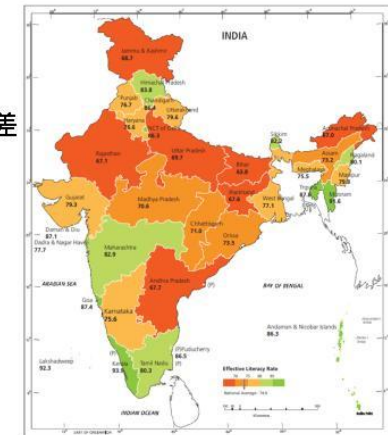 差
INDIA
Jammu & Kashmir
68.7
Himachal Pradesh
83.8
Punjab
76.7
Chandigarh
86.4
Uttarakhand
79.6
Haryana
NCT of Delhi
86.3
Rajasthan
67.1
Uttar Pradesh
69.7
Bihar
63.8
Sikkim
Arunachal Pradesh
67.0
Assam
73.2
Nagaland
80.1
Meghalaya
75.5
Manipur
Tripura
87.8
Mizoram
91.6
Jharkhand
67.6
West Bengal
77.1
Gujarat
79.3
Madhya Pradesh
70.6
Chhattisgarh
71.0
Orissa
73.5
Daman & Diu
87.1
Dadra & Nagar Haveli
77.7
Maharashtra
82.9
Andhra Pradesh
67.7
ARABIAN SEA
BAY OF BENGAL
Goa
87.4
Karnataka
75.6
Andaman & Nicobar Islands
86.3
(P)Puducherry
86.5
Lakshadweep
92.3
Kerala
93.9
Tamil Nadu
80.3
Effective Literacy Rate
INDIAN OCEAN